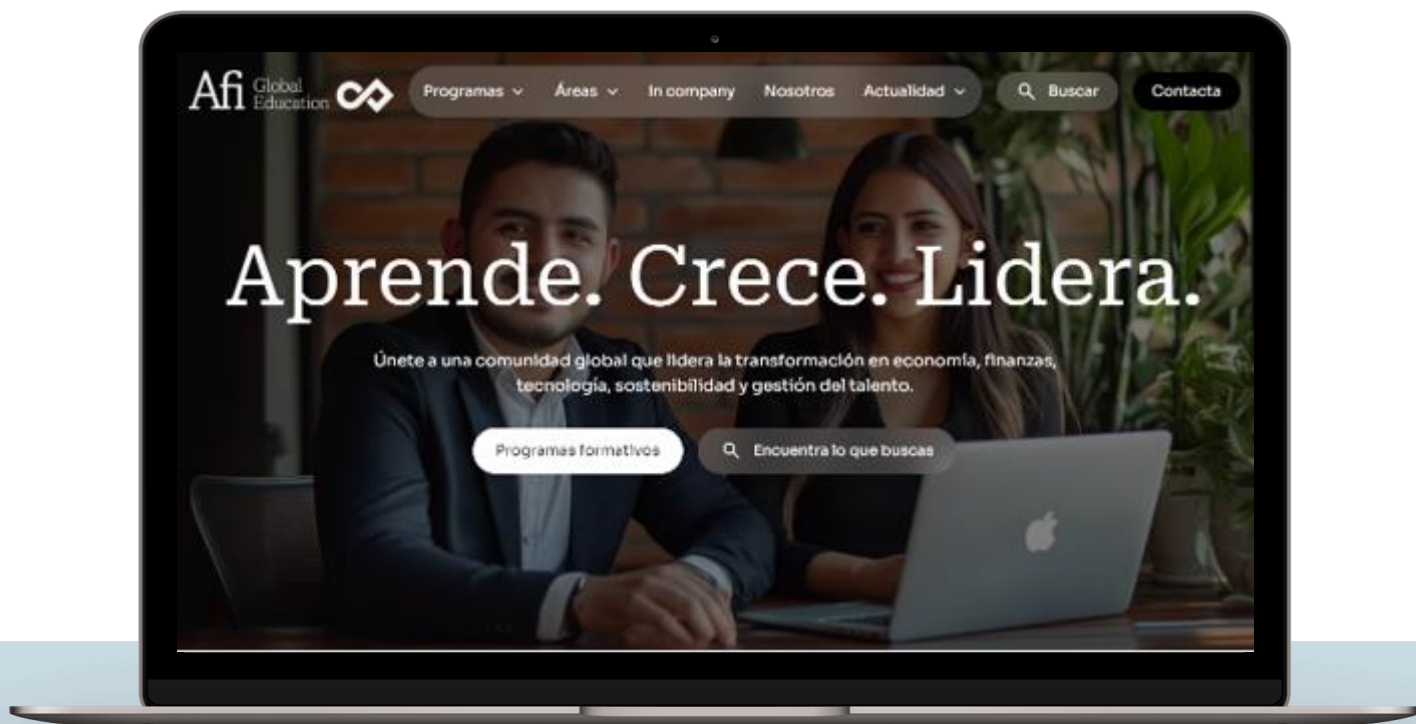 Afi Global
Education
Programas
Áreas
In company
Nosotros
Actualidad
Buscar
Contacta
Aprende. Crece. Lidera.
Únete a una comunidad global que lidera la transformación en economía, finanzas,
tecnología, sostenibilidad y gestión del talento.
Programas formativos
Encuentra lo que buscas